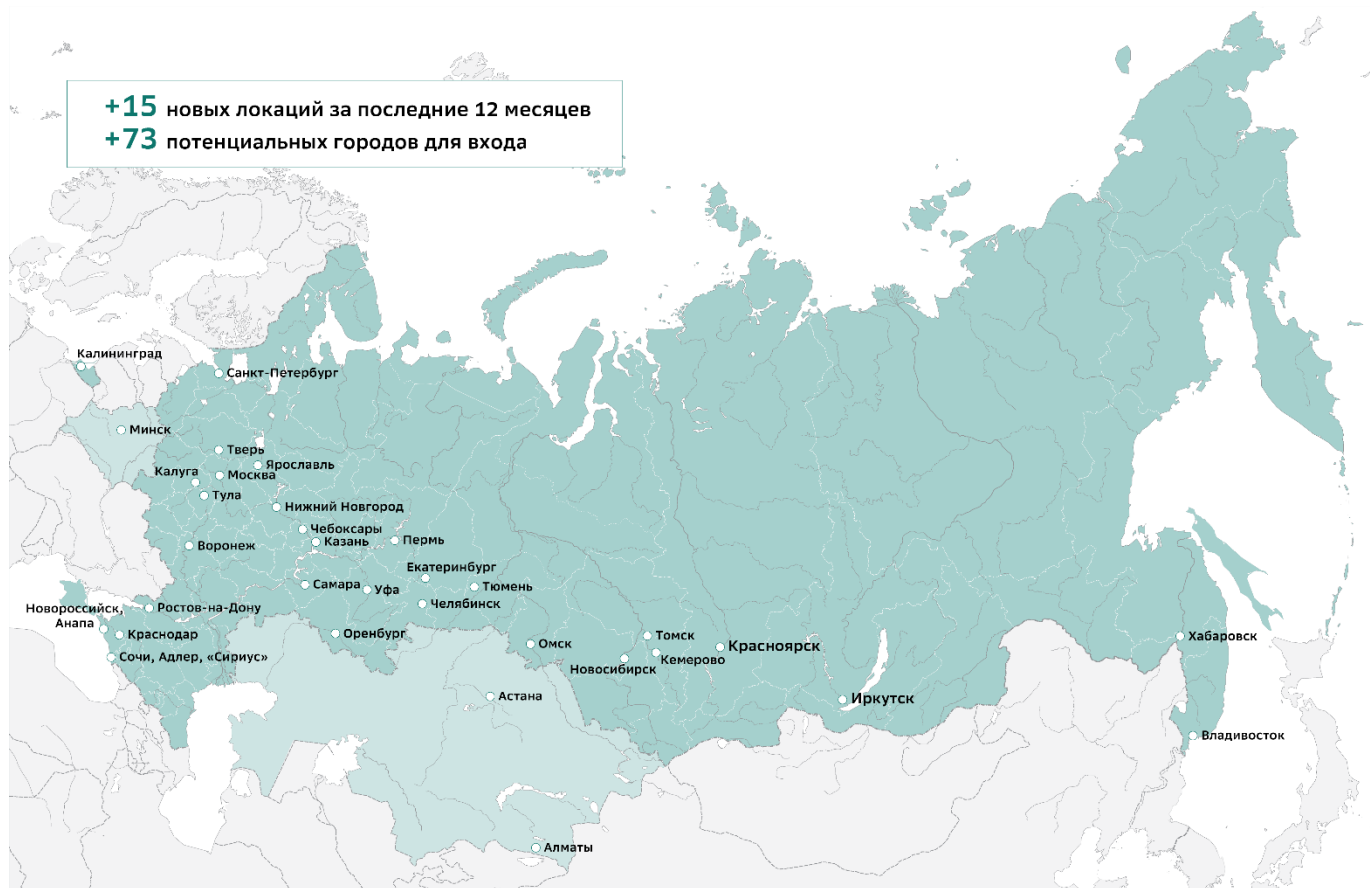 +15 новых локаций за последние 12 месяцев
+73 потенциальных городов для входа
Калининград
Санкт-Петербург
Минск
Тверь
Ярославль
Калуга
Москва
Тула
Нижний Новгород
Чебоксары
Казань
Пермь
Воронеж
Екатеринбург
Самара
Уфа
Тюмень
Челябинск
Новороссийск,
Анапа
Ростов-на-Дону
Краснодар
Оренбург
Сочи, Адлер, «Сириус»
Омск
Томск
Новосибирск
Кемерово
Красноярск
Хабаровск
Астана
Иркутск
Владивосток
Алматы